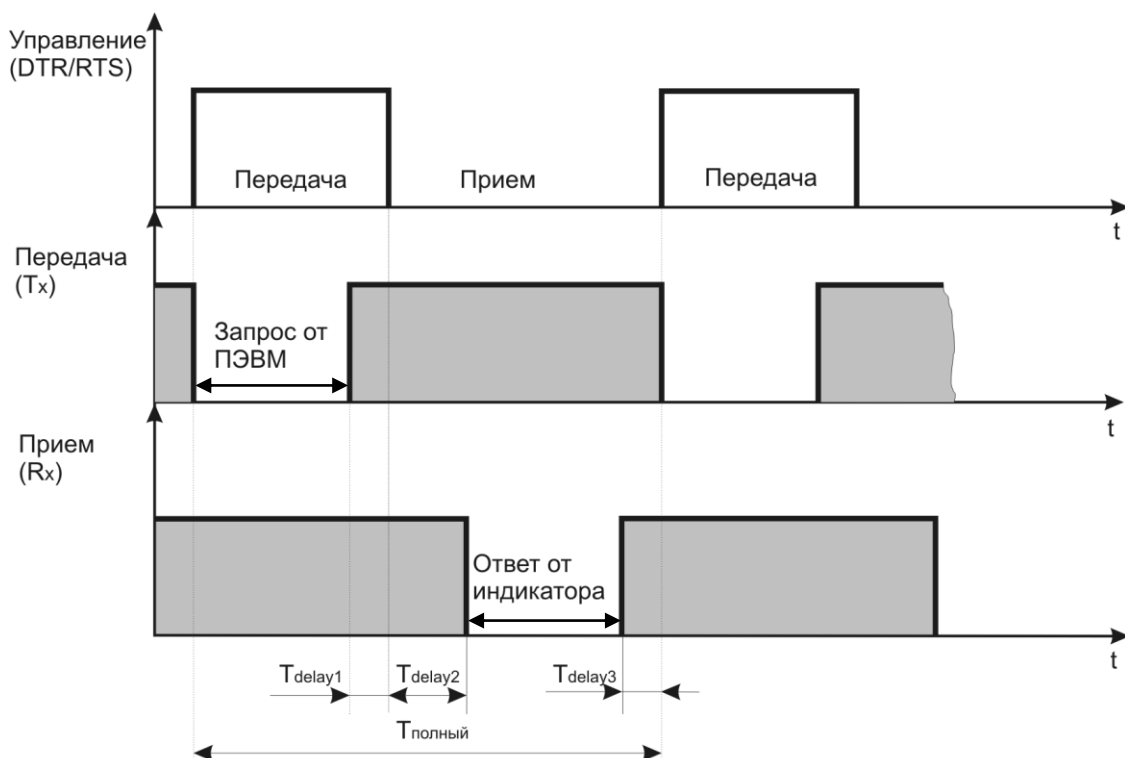 Управление
(DTR/RTS)
Передача
Прием
Передача
t
Передача
(Tx)
Запрос от
ПЭВМ
t
Прием
(Rx)
Ответ от
индикатора
t
Tdelay1
Tdelay2
Tdelay3
Tполный